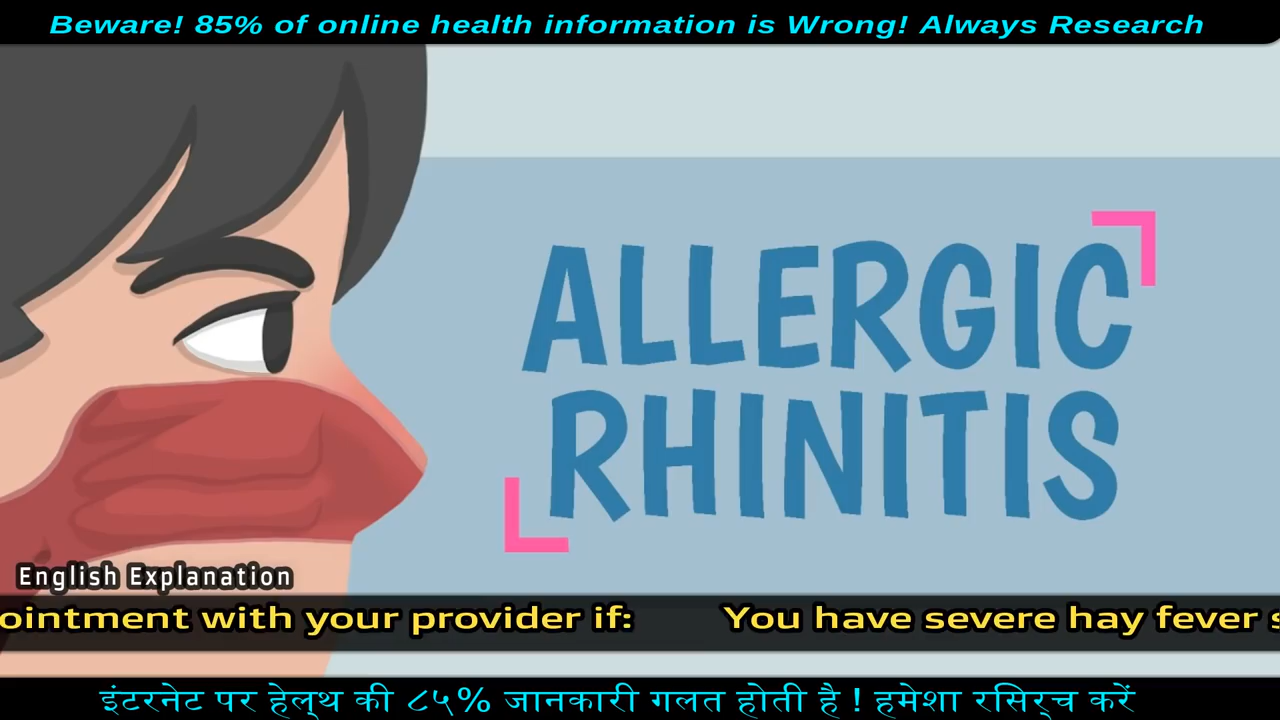 Beware! 85% of online health information is Wrong! Always Research
ALLERGIC
RHINITIS
English Explanation
ointment with your provider if: You have severe hay fever s
इंटरनेट पर हेल्थ की ८५% जानकारी गलत होती है ! हमेशा रसिर्च करें